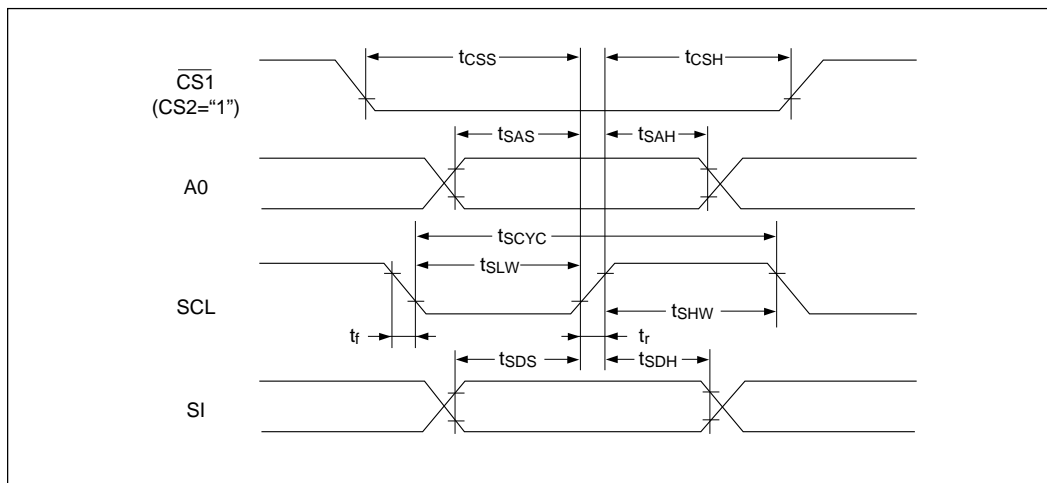 tCSS
tCSH
CS1
(CS2=“1”)
tSAS
tSAH
A0
tSCYC
tSLW
SCL
tSHW
tf
tr
tSDS
tSDH
SI